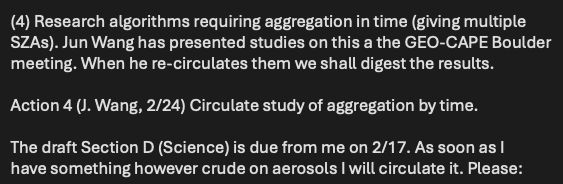 (4) Research algorithms requiring aggregation in time (giving multiple
SZAs). Jun Wang has presented studies on this a the GEO-CAPE Boulder
meeting. When he re-circulates them we shall digest the results.
Action 4 (J. Wang, 2/24) Circulate study of aggregation by time.
The draft Section D (Science) is due from me on 2/17. As soon as I
have something however crude on aerosols I will circulate it. Please: